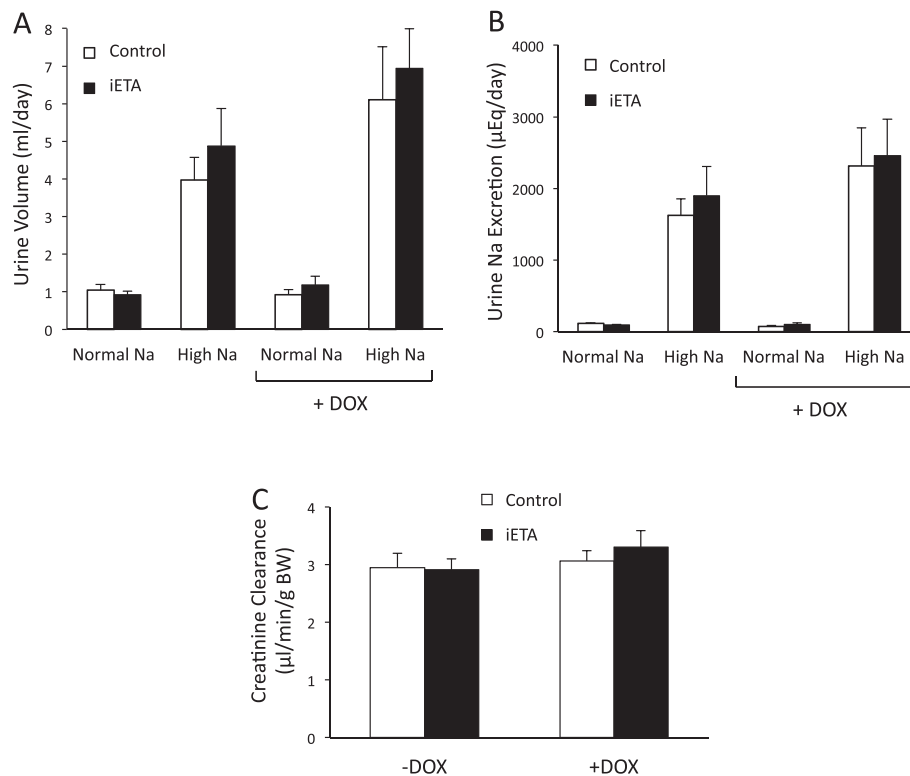 A
Urine Volume (ml/day)
8
7
6
5
4
3
2
1
0
Control
iETA
Normal Na High Na Normal Na High Na
+ DOX
B
Urine Na Excretion (µEq/day)
4000
3000
2000
1000
0
Control
iETA
Normal Na High Na Normal Na High Na
+ DOX
C
Creatinine Clearance
(µl/min/g BW)
4
3
2
1
0
Control
iETA
-DOX +DOX